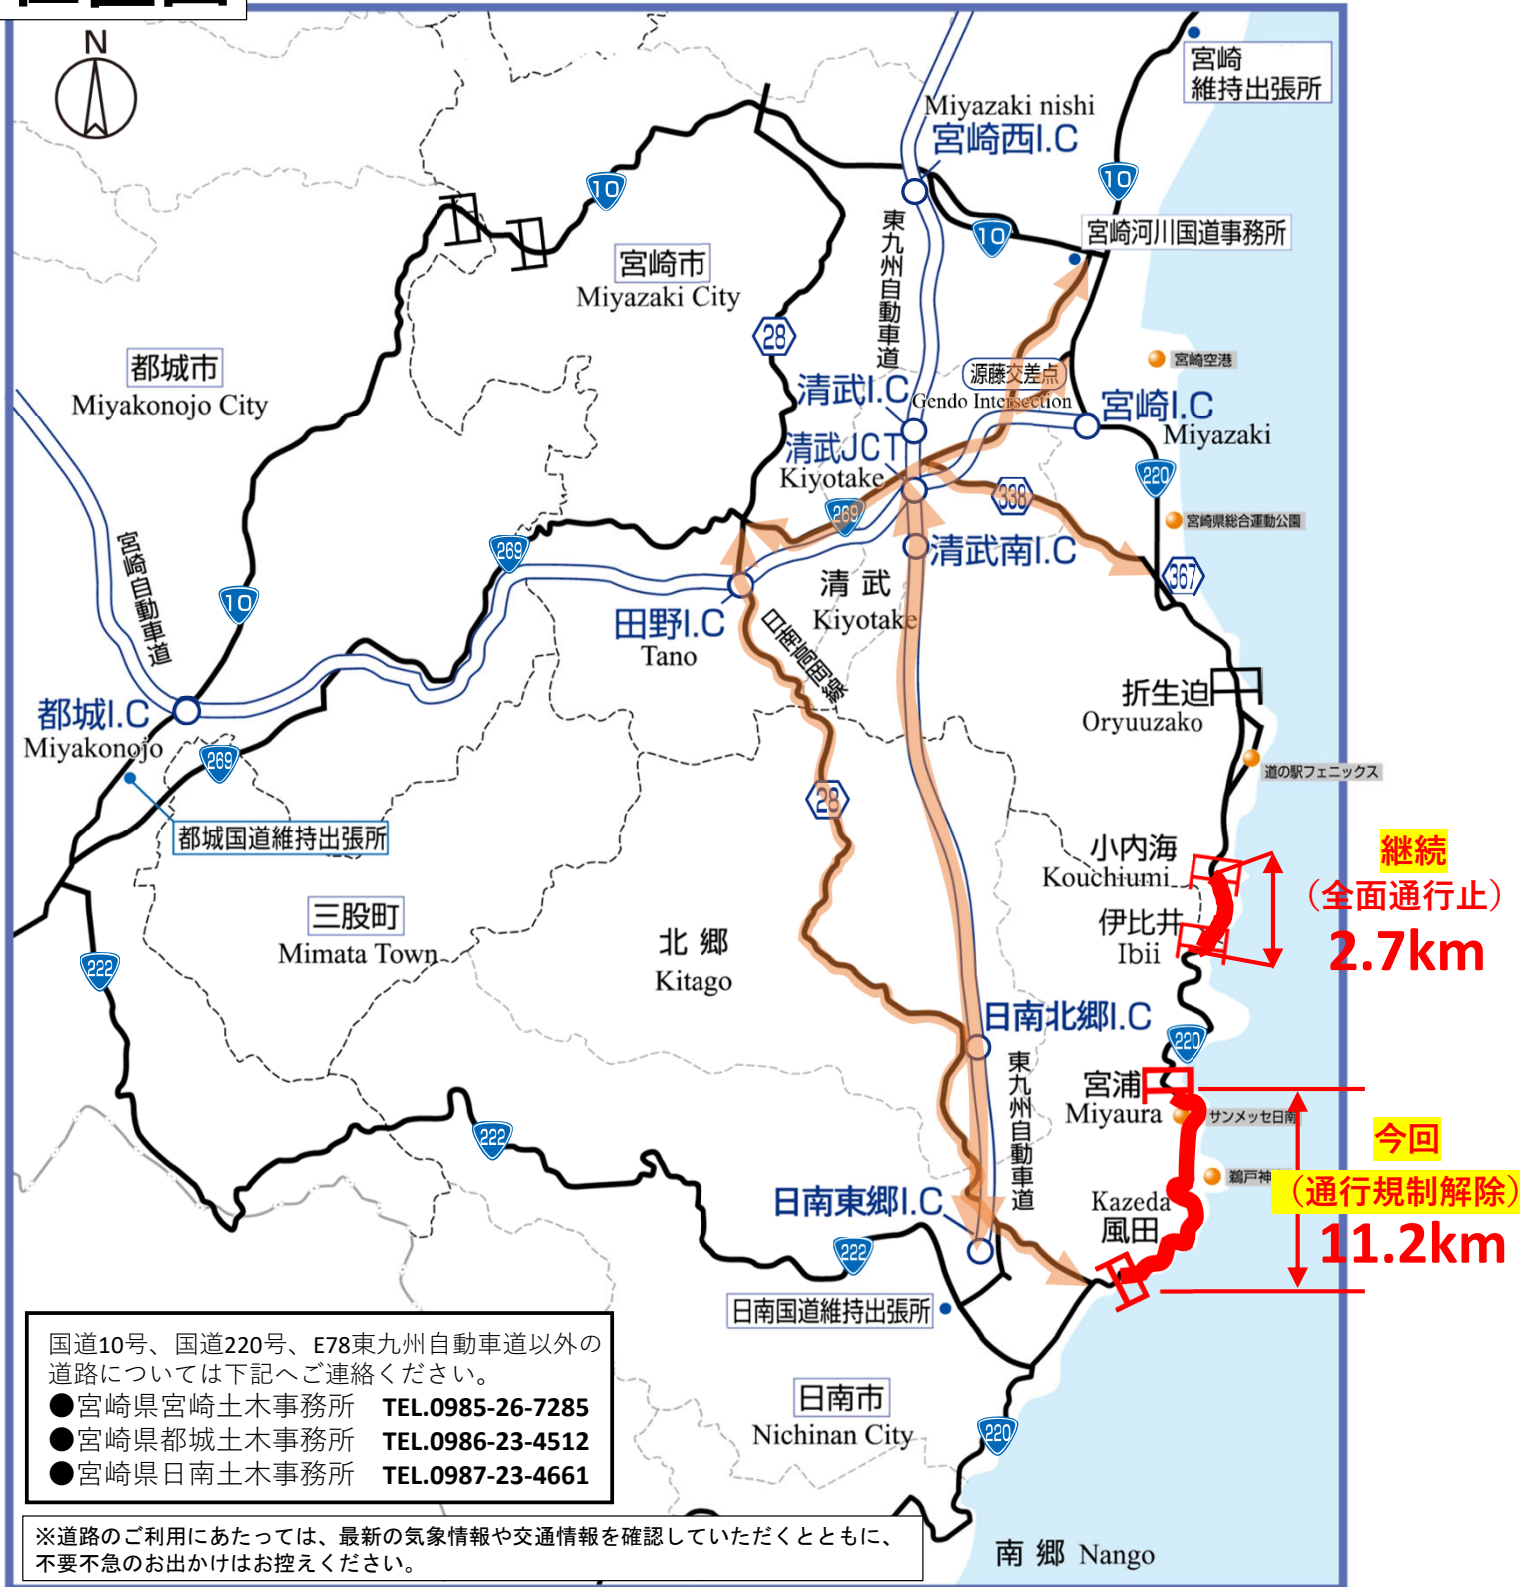 N
宮崎
維持出張所
Miyazaki nishi
宮崎西I.C
10
10
10
宮崎河川国道事務所
東九州自動車道
宮崎市
Miyazaki City
28
都城市
Miyakonojo City
宮崎空港
源藤交差点
Gendo Intersection
清武I.C
宮崎I.C
Miyazaki
清武JCT
Kiyotake
220
338
269
宮崎県総合運動公園
宮崎自動車道
269
清武南I.C
367
清武
Kiyotake
10
田野I.C
Tano
日南高岡線
都城I.C
Miyakonojo
折生迫
Oryuuzako
269
道の駅フェニックス
28
都城国道維持出張所
小内海
Kouchiumi
継続
（全面通行止）
2.7km
三股町
Mimata Town
伊比井
Ibii
北郷
Kitago
222
日南北郷I.C
220
東九州自動車道
宮浦
Miyaura
サンメッセ日南
222
今回
（通行規制解除）
11.2km
鵜戸神
Kazeda
風田
日南東郷I.C
222
日南国道維持出張所
国道10号、国道220号、E78東九州自動車道以外の
道路については下記へご連絡ください。
●宮崎県宮崎土木事務所 TEL.0985-26-7285
●宮崎県都城土木事務所 TEL.0986-23-4512
●宮崎県日南土木事務所 TEL.0987-23-4661
日南市
Nichinan City
220
※道路のご利用にあたっては、最新の気象情報や交通情報を確認していただくとともに、
不要不急のお出かけはお控えください。
南郷 Nango